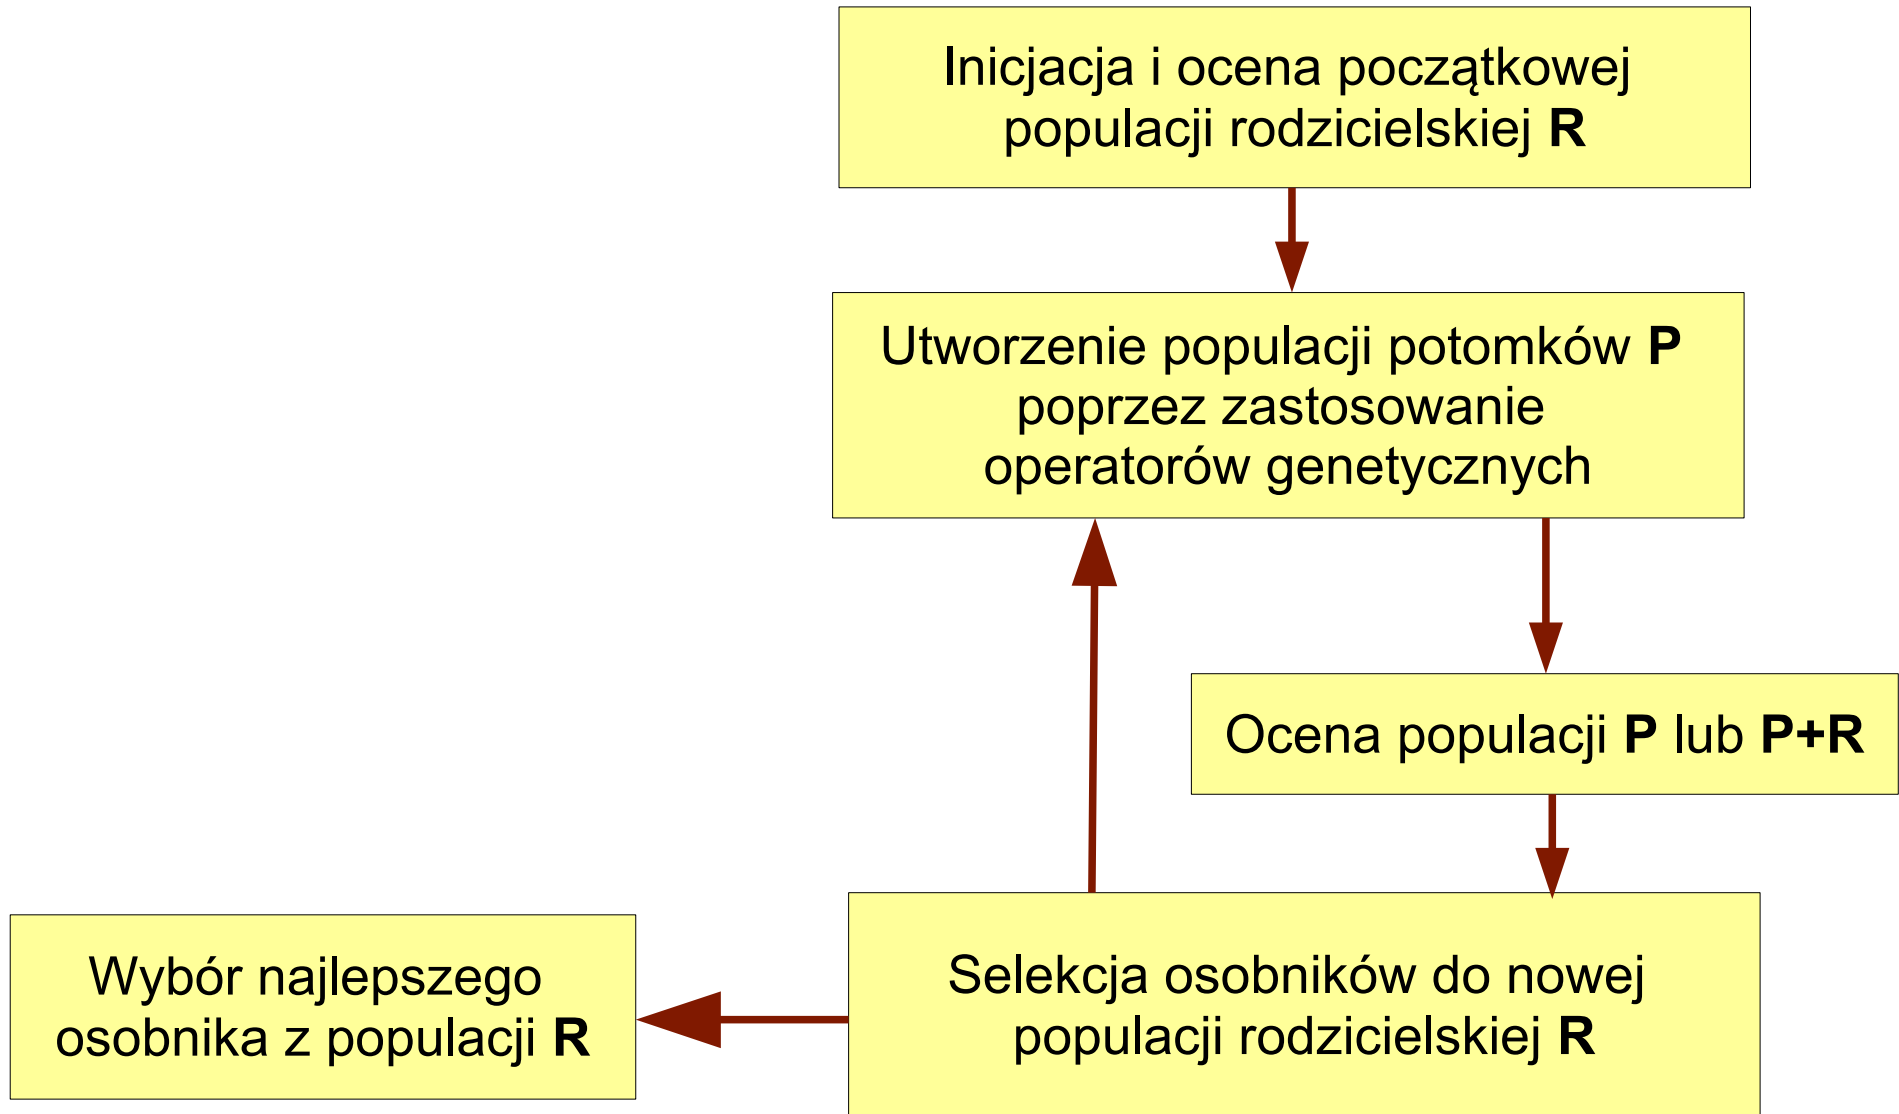 Inicjacja i ocena początkowej
populacji rodzicielskiej R
Utworzenie populacji potomków P
poprzez zastosowanie
operatorów genetycznych
Ocena populacji P lub P+R
Selekcja osobników do nowej
populacji rodzicielskiej R
Wybór najlepszego
osobnika z populacji R